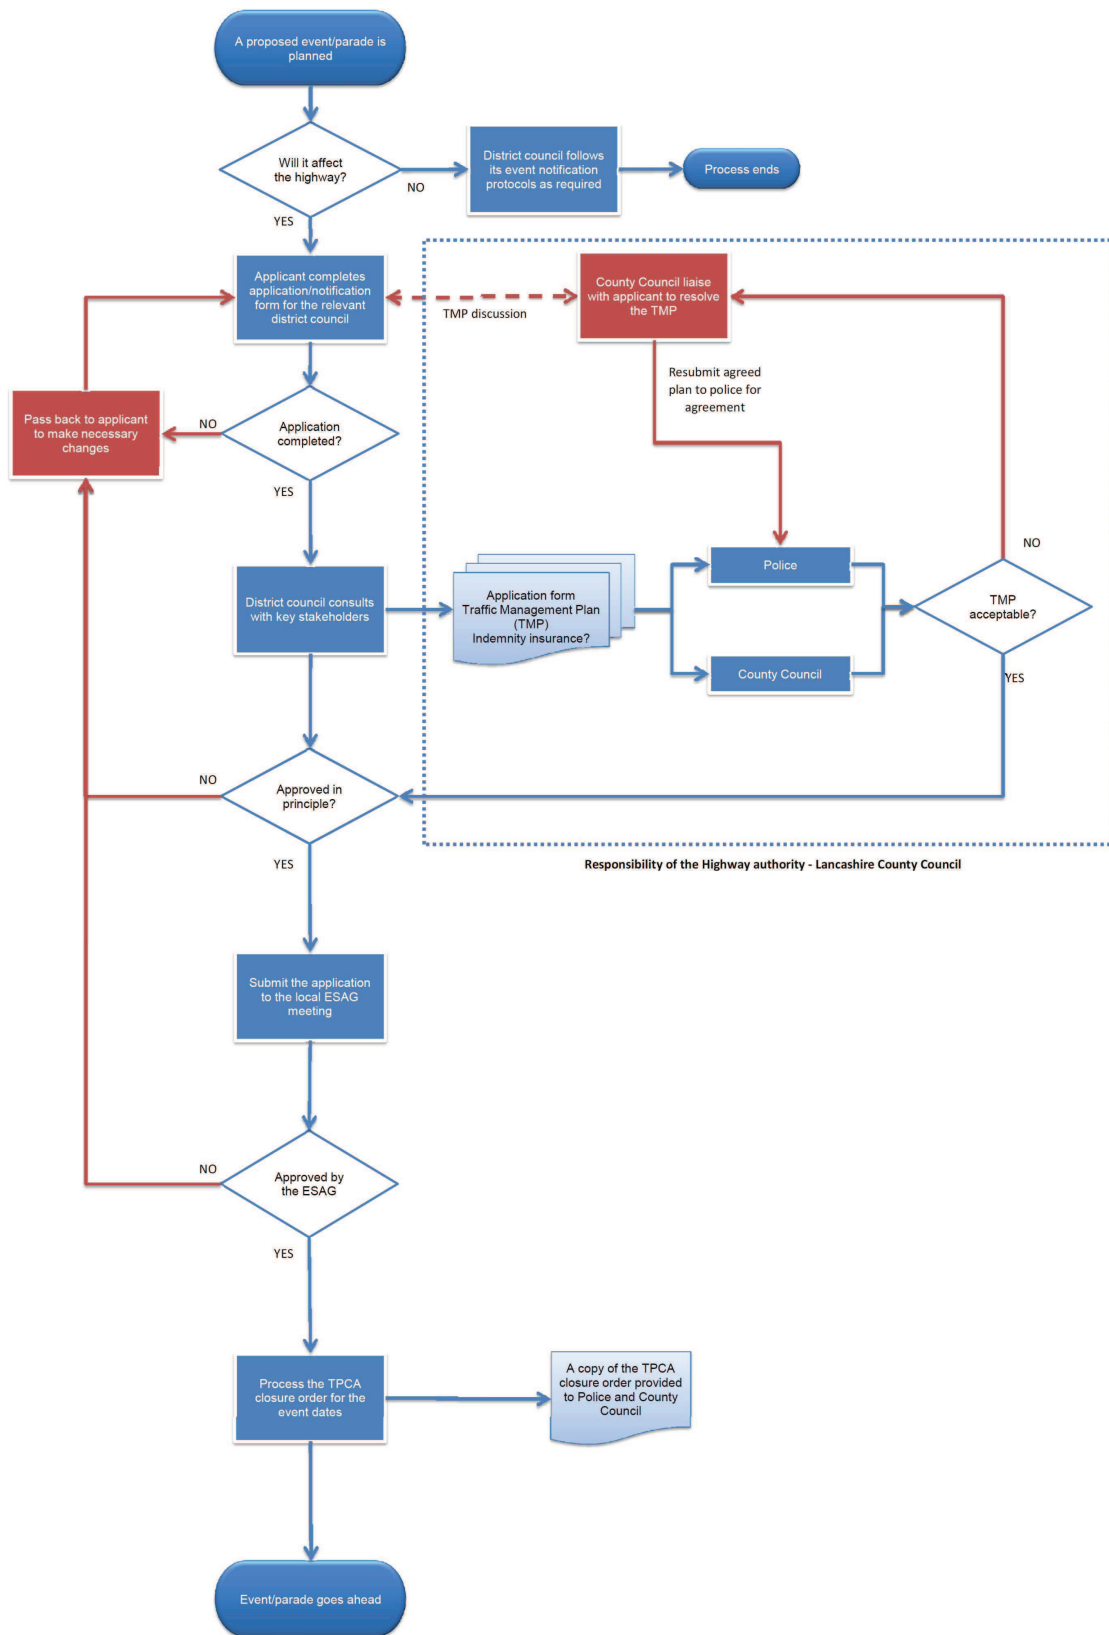 A proposed event/parade is
planned
Will it affect
the highway?
NO
District council follows
its event notification
protocols as required
Process ends
YES
Applicant completes
application/notification
form for the relevant
district council
TMP discussion
County Council liaise
with applicant to resolve
the TMP
Resubmit agreed
plan to police for
agreement
Pass back to applicant
to make necessary
changes
NO
Application
completed?
YES
District council consults
with key stakeholders
Application form
Traffic Management Plan
(TMP)
Indemnity insurance?
Police
County Council
NO
TMP
acceptable?
YES
NO
Approved in
principle?
YES
Responsibility of the Highway authority - Lancashire County Council
Submit the application
to the local ESAG
meeting
NO
Approved by
the ESAG
YES
Process the TPCA
closure order for the
event dates
A copy of the TPCA
closure order provided
to Police and County
Council
Event/parade goes ahead